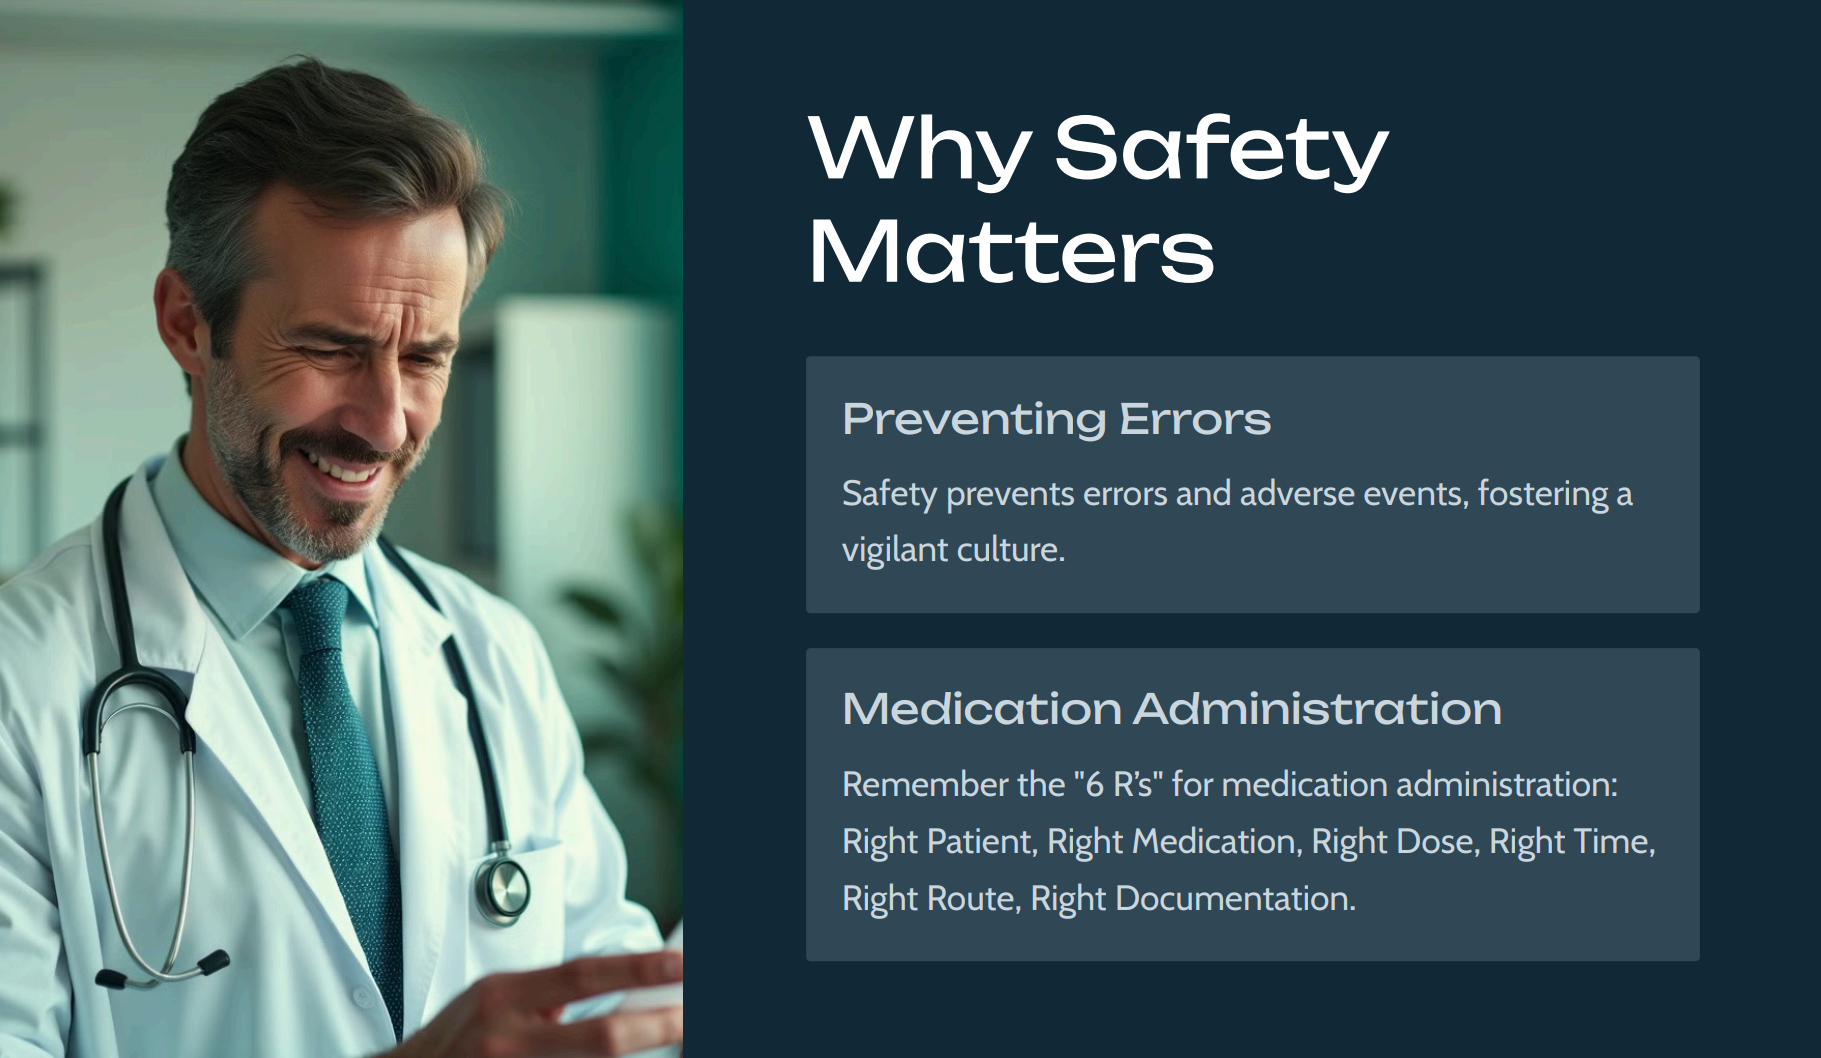 Why Safety
Matters
Preventing Errors
Safety prevents errors and adverse events, fostering a
vigilant culture.
Medication Administration
Remember the "6 R’s" for medication administration:
Right Patient, Right Medication, Right Dose, Right Time,
Right Route, Right Documentation.